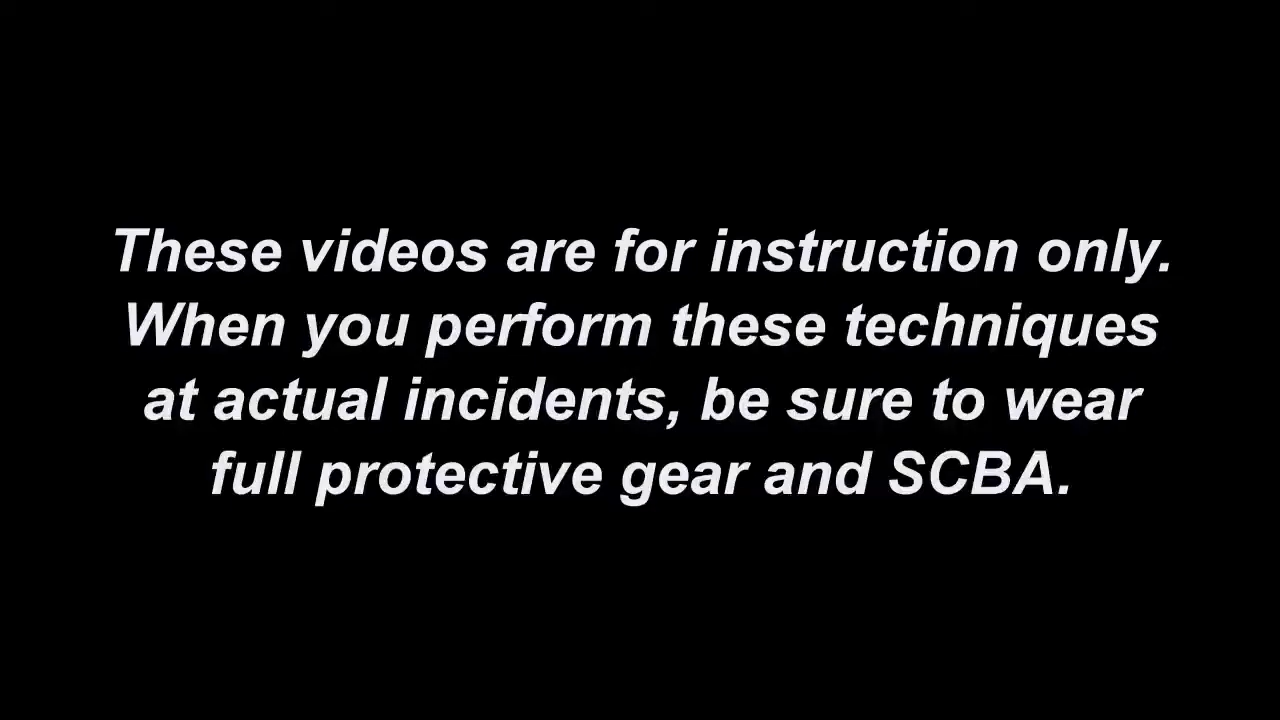 These videos are for instruction only.
When you perform these techniques
at actual incidents, be sure to wear
full protective gear and SCBA.